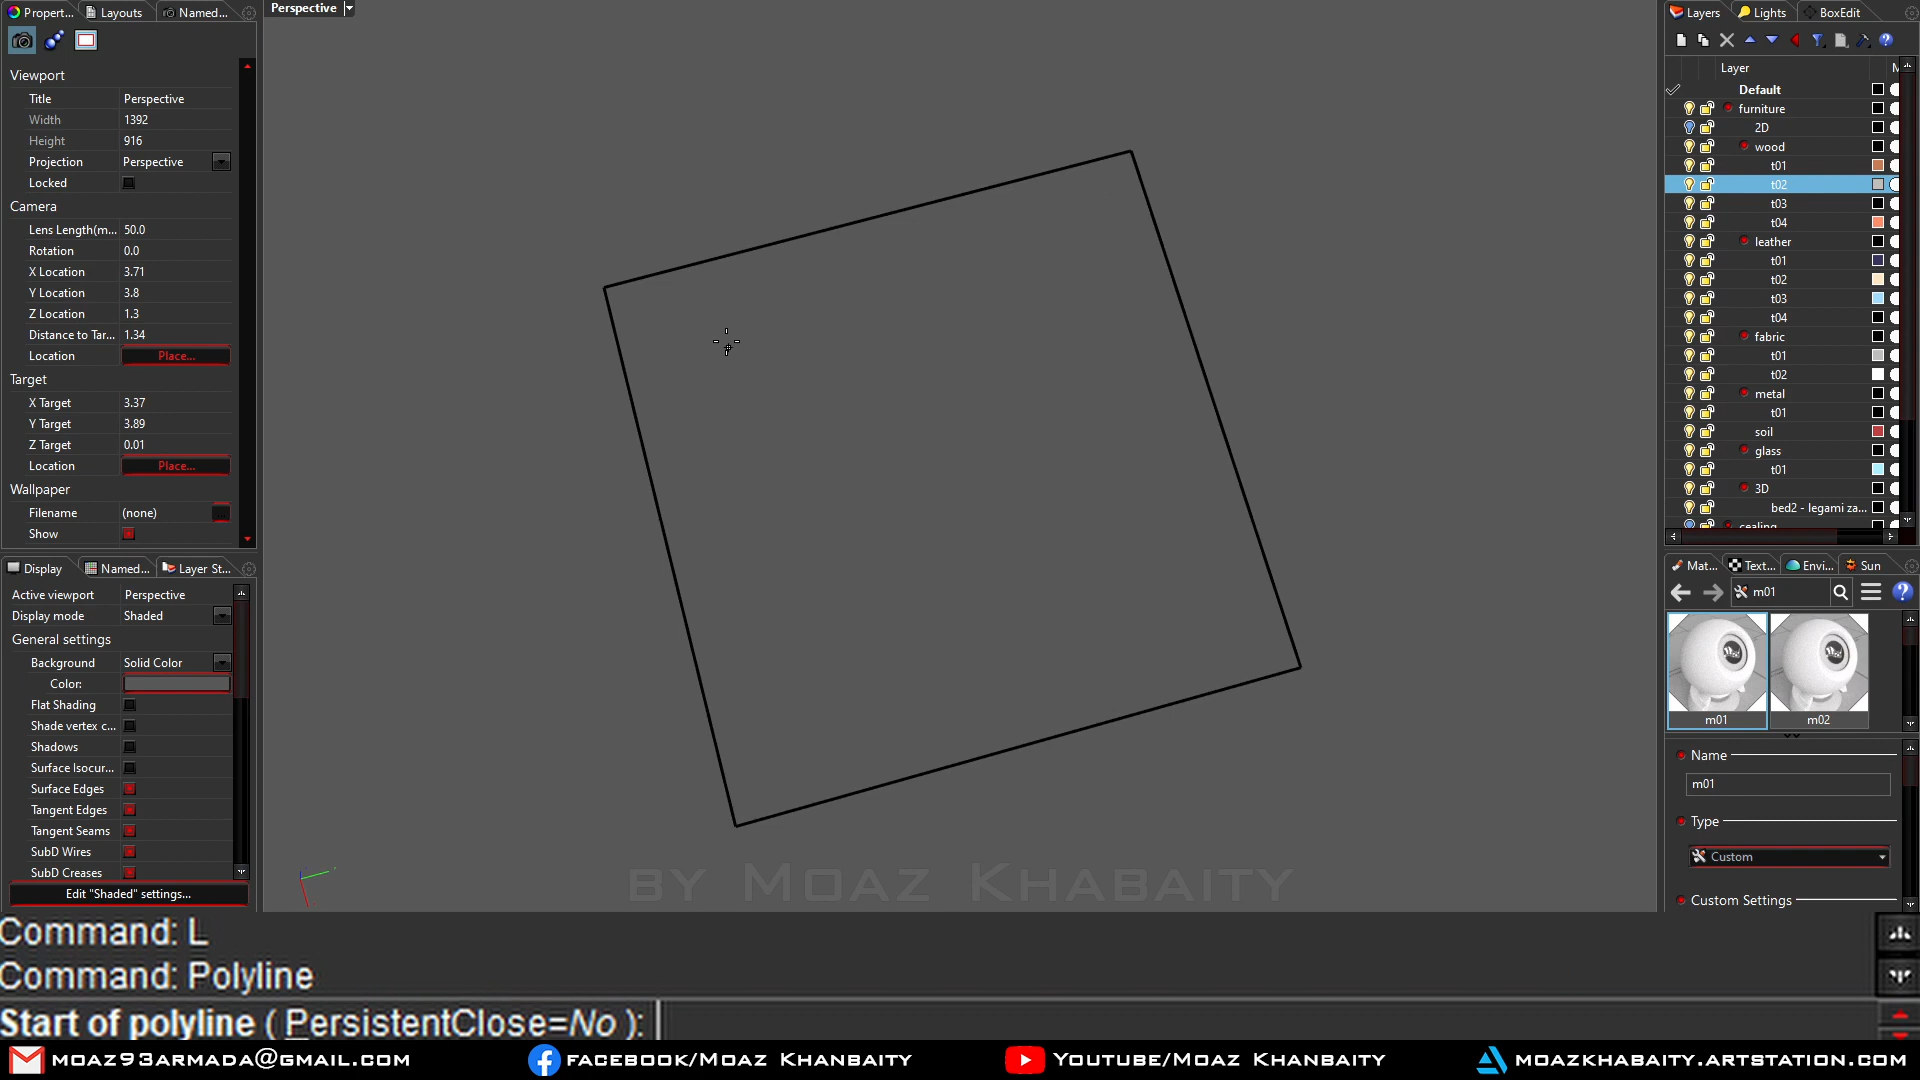 Propert...
Layouts
Named...
Viewport
Title Perspective
Width 1392
Height 916
Projection Perspective
Locked
Camera
Lens Length(m... 50.0
Rotation 0.0
X Location 3.71
Y Location 3.8
Z Location 1.3
Distance to Tar... 1.34
Location Place...
Target
X Target 3.37
Y Target 3.89
Z Target 0.01
Location Place...
Wallpaper
Filename (none)
Show
Display
Named...
Layer St...
Active viewport Perspective
Display mode Shaded
General settings
Background Solid Color
Color:
Flat Shading
Shade vertex c...
Shadows
Surface Isocur...
Surface Edges
Tangent Edges
Tangent Seams
SubD Wires
SubD Creases
Edit "Shaded" settings...
Perspective
by Moaz Khabaity
Layers
Lights
BoxEdit
Layer M
Default
furniture
2D
wood
t01
t02
t03
t04
leather
t01
t02
t03
t04
fabric
t01
t02
metal
t01
soil
glass
t01
3D
bed2 - legami za...
cealing
Mat...
Text...
Envi...
Sun
m01
m01
m02
Name
m01
Type
Custom
Custom Settings
Command: L
Command: Polyline
Start of polyline ( PersistentClose=No ):
moaz93armada@gmail.com
facebook/Moaz Khanbaity
Youtube/Moaz Khanbaity
moazkhabaity.artstation.com